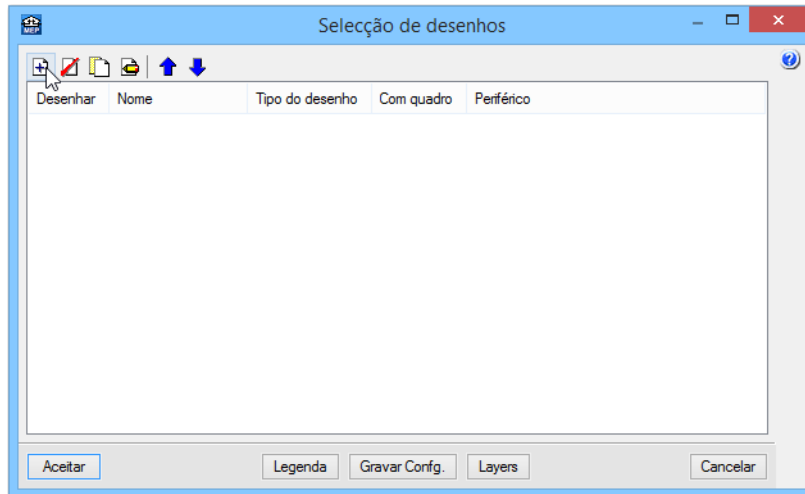 MEP
Selecção de desenhos
Desenhar Nome Tipo do desenho Com quadro Periférico
Aceitar Legenda Gravar Confg. Layers Cancelar